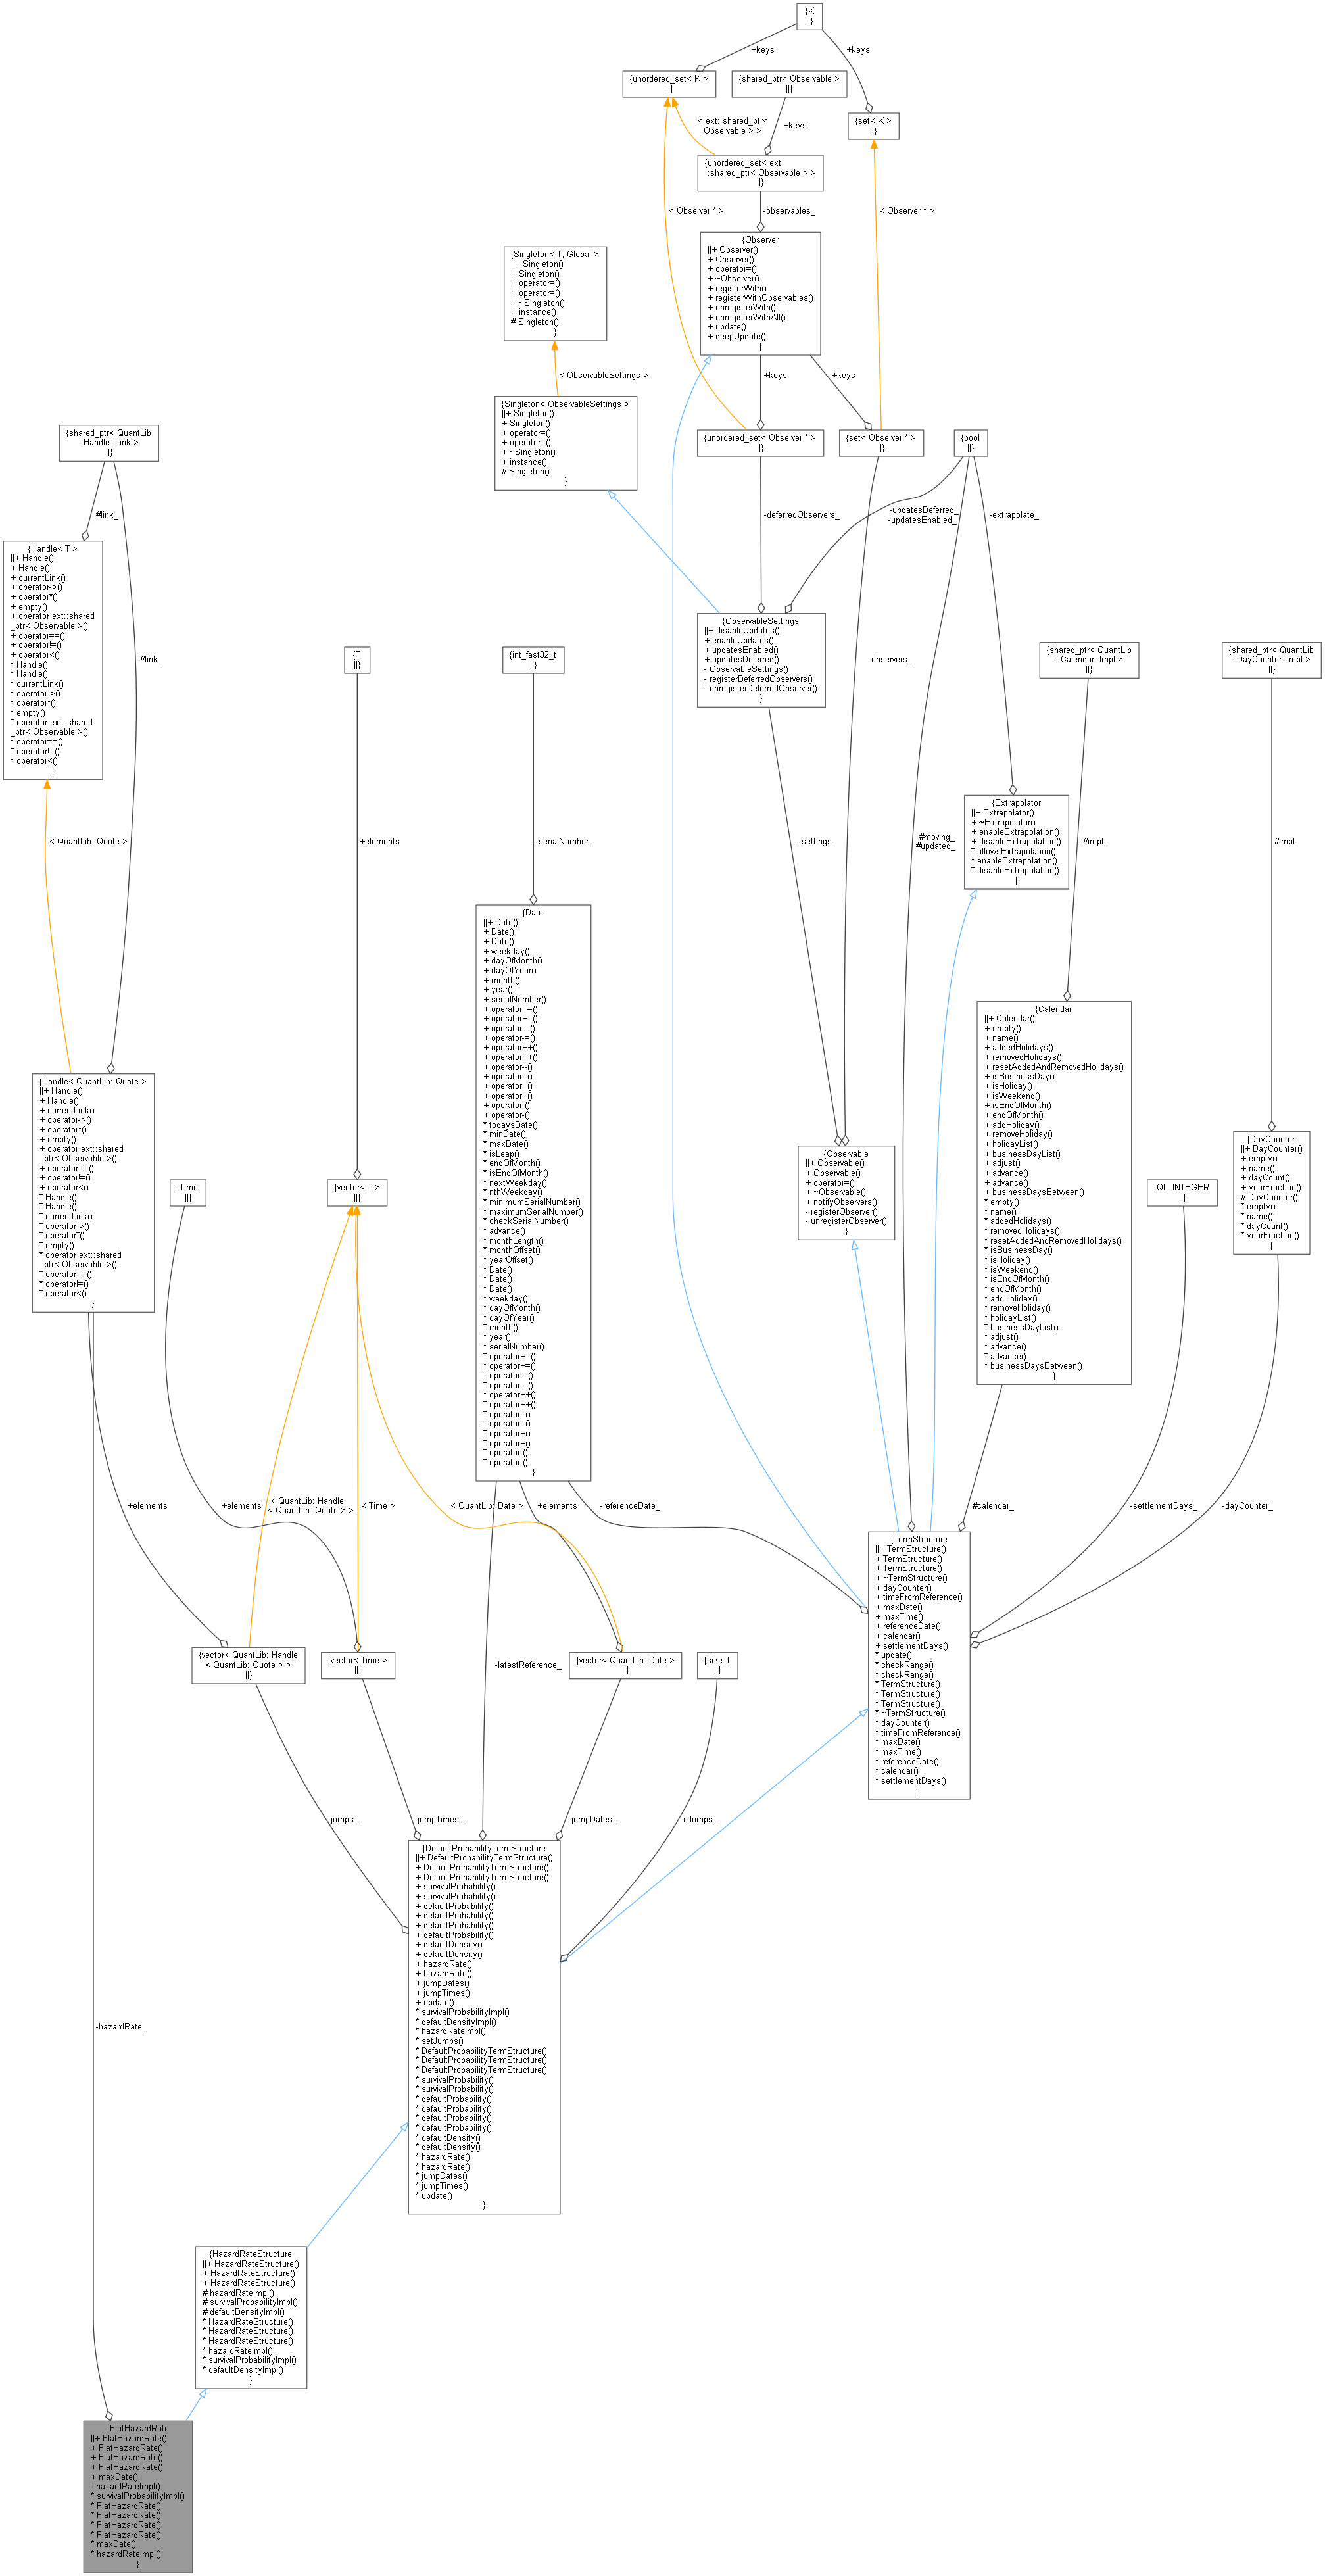 {K
||}
+keys
+keys
{unordered_set< K >
||}
{shared_ptr< Observable >
||}
{set< K >
||}
< ext::shared_ptr<
Observable > >
+keys
{unordered_set< ext
::shared_ptr< Observable > >
||}
< Observer * >
-observables_
< Observer * >
{Observer
||+ Observer()
+ Observer()
+ operator=()
+ ~Observer()
+ registerWith()
+ registerWithObservables()
+ unregisterWith()
+ unregisterWithAll()
+ update()
+ deepUpdate()
}
{Singleton< T, Global >
||+ Singleton()
+ Singleton()
+ operator=()
+ operator=()
+ ~Singleton()
+ instance()
# Singleton()
}
< ObservableSettings >
+keys
+keys
{Singleton< ObservableSettings >
||+ Singleton()
+ Singleton()
+ operator=()
+ operator=()
+ ~Singleton()
+ instance()
# Singleton()
}
{shared_ptr< QuantLib
::Handle::Link >
||}
{unordered_set< Observer * >
||}
{set< Observer * >
||}
{bool
||}
#link_
-deferredObservers_
-updatesDeferred_
-updatesEnabled_
-extrapolate_
{Handle< T >
||+ Handle()
+ Handle()
+ currentLink()
+ operator->()
+ operator*()
+ empty()
+ operator ext::shared
_ptr< Observable >()
+ operator==()
+ operator!=()
+ operator<()
* Handle()
* Handle()
* currentLink()
* operator->()
* operator*()
* empty()
* operator ext::shared
_ptr< Observable >()
* operator==()
* operator!=()
* operator<()
}
#link_
{T
||}
{int_fast32_t
||}
{ObservableSettings
||+ disableUpdates()
+ enableUpdates()
+ updatesEnabled()
+ updatesDeferred()
- ObservableSettings()
- registerDeferredObservers()
- unregisterDeferredObserver()
}
-observers_
{shared_ptr< QuantLib
::Calendar::Impl >
||}
{shared_ptr< QuantLib
::DayCounter::Impl >
||}
< QuantLib::Quote >
+elements
-serialNumber_
-settings_
#moving_
#updated_
{Extrapolator
||+ Extrapolator()
+ ~Extrapolator()
+ enableExtrapolation()
+ disableExtrapolation()
* allowsExtrapolation()
* enableExtrapolation()
* disableExtrapolation()
}
#impl_
#impl_
{Date
||+ Date()
+ Date()
+ Date()
+ weekday()
+ dayOfMonth()
+ dayOfYear()
+ month()
+ year()
+ serialNumber()
+ operator+=()
+ operator+=()
+ operator-=()
+ operator-=()
+ operator++()
+ operator++()
+ operator--()
+ operator--()
+ operator+()
+ operator+()
+ operator-()
+ operator-()
* todaysDate()
* minDate()
* maxDate()
* isLeap()
* endOfMonth()
* isEndOfMonth()
* nextWeekday()
* nthWeekday()
* minimumSerialNumber()
* maximumSerialNumber()
* checkSerialNumber()
* advance()
* monthLength()
* monthOffset()
* yearOffset()
* Date()
* Date()
* Date()
* weekday()
* dayOfMonth()
* dayOfYear()
* month()
* year()
* serialNumber()
* operator+=()
* operator+=()
* operator-=()
* operator-=()
* operator++()
* operator++()
* operator--()
* operator--()
* operator+()
* operator+()
* operator-()
* operator-()
}
{Calendar
||+ Calendar()
+ empty()
+ name()
+ addedHolidays()
+ removedHolidays()
+ resetAddedAndRemovedHolidays()
+ isBusinessDay()
+ isHoliday()
+ isWeekend()
+ isEndOfMonth()
+ endOfMonth()
+ addHoliday()
+ removeHoliday()
+ holidayList()
+ businessDayList()
+ adjust()
+ advance()
+ advance()
+ businessDaysBetween()
* empty()
* name()
* addedHolidays()
* removedHolidays()
* resetAddedAndRemovedHolidays()
* isBusinessDay()
* isHoliday()
* isWeekend()
* isEndOfMonth()
* endOfMonth()
* addHoliday()
* removeHoliday()
* holidayList()
* businessDayList()
* adjust()
* advance()
* advance()
* businessDaysBetween()
}
{Handle< QuantLib::Quote >
||+ Handle()
+ Handle()
+ currentLink()
+ operator->()
+ operator*()
+ empty()
+ operator ext::shared
_ptr< Observable >()
+ operator==()
+ operator!=()
+ operator<()
* Handle()
* Handle()
* currentLink()
* operator->()
* operator*()
* empty()
* operator ext::shared
_ptr< Observable >()
* operator==()
* operator!=()
* operator<()
}
{Time
||}
{vector< T >
||}
{Observable
||+ Observable()
+ Observable()
+ operator=()
+ ~Observable()
+ notifyObservers()
- registerObserver()
- unregisterObserver()
}
{QL_INTEGER
||}
{DayCounter
||+ DayCounter()
+ empty()
+ name()
+ dayCount()
+ yearFraction()
# DayCounter()
* empty()
* name()
* dayCount()
* yearFraction()
}
+elements
+elements
< QuantLib::Handle
< QuantLib::Quote > >
< Time >
< QuantLib::Date >
+elements
-referenceDate_
#calendar_
-settlementDays_
-dayCounter_
{TermStructure
||+ TermStructure()
+ TermStructure()
+ TermStructure()
+ ~TermStructure()
+ dayCounter()
+ timeFromReference()
+ maxDate()
+ maxTime()
+ referenceDate()
+ calendar()
+ settlementDays()
* update()
* checkRange()
* checkRange()
* TermStructure()
* TermStructure()
* TermStructure()
* ~TermStructure()
* dayCounter()
* timeFromReference()
* maxDate()
* maxTime()
* referenceDate()
* calendar()
* settlementDays()
}
{vector< QuantLib::Handle
< QuantLib::Quote > >
||}
{vector< Time >
||}
-latestReference_
{vector< QuantLib::Date >
||}
{size_t
||}
-jumps_
-jumpTimes_
-jumpDates_
-nJumps_
{DefaultProbabilityTermStructure
||+ DefaultProbabilityTermStructure()
+ DefaultProbabilityTermStructure()
+ DefaultProbabilityTermStructure()
+ survivalProbability()
+ survivalProbability()
+ defaultProbability()
+ defaultProbability()
+ defaultProbability()
+ defaultProbability()
+ defaultDensity()
+ defaultDensity()
+ hazardRate()
+ hazardRate()
+ jumpDates()
+ jumpTimes()
+ update()
* survivalProbabilityImpl()
* defaultDensityImpl()
* hazardRateImpl()
* setJumps()
* DefaultProbabilityTermStructure()
* DefaultProbabilityTermStructure()
* DefaultProbabilityTermStructure()
* survivalProbability()
* survivalProbability()
* defaultProbability()
* defaultProbability()
* defaultProbability()
* defaultProbability()
* defaultDensity()
* defaultDensity()
* hazardRate()
* hazardRate()
* jumpDates()
* jumpTimes()
* update()
}
-hazardRate_
{HazardRateStructure
||+ HazardRateStructure()
+ HazardRateStructure()
+ HazardRateStructure()
# hazardRateImpl()
# survivalProbabilityImpl()
# defaultDensityImpl()
* HazardRateStructure()
* HazardRateStructure()
* HazardRateStructure()
* hazardRateImpl()
* survivalProbabilityImpl()
* defaultDensityImpl()
}
{FlatHazardRate
||+ FlatHazardRate()
+ FlatHazardRate()
+ FlatHazardRate()
+ FlatHazardRate()
+ maxDate()
- hazardRateImpl()
* survivalProbabilityImpl()
* FlatHazardRate()
* FlatHazardRate()
* FlatHazardRate()
* FlatHazardRate()
* maxDate()
* hazardRateImpl()
}